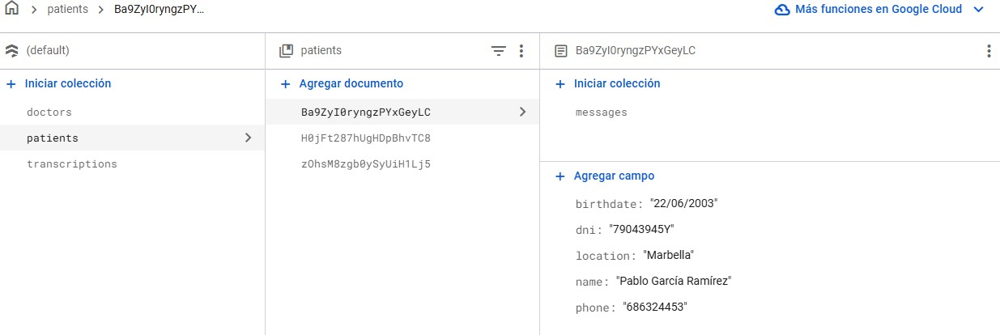 patients Ba9ZyI0ryngzPY… Más funciones en Google Cloud
(default)
Iniciar colección
doctors
patients
transcriptions
patients
Agregar documento
Ba9ZyI0ryngzPYxGeyLC
H0jFt287hUgHDpBhvTC8
zOhsM8zgb0ySyUiH1Lj5
Ba9ZyI0ryngzPYxGeyLC
Iniciar colección
messages
Agregar campo
birthdate: "22/06/2003"
dni: "79043945Y"
location: "Marbella"
name: "Pablo García Ramírez"
phone: "686324453"